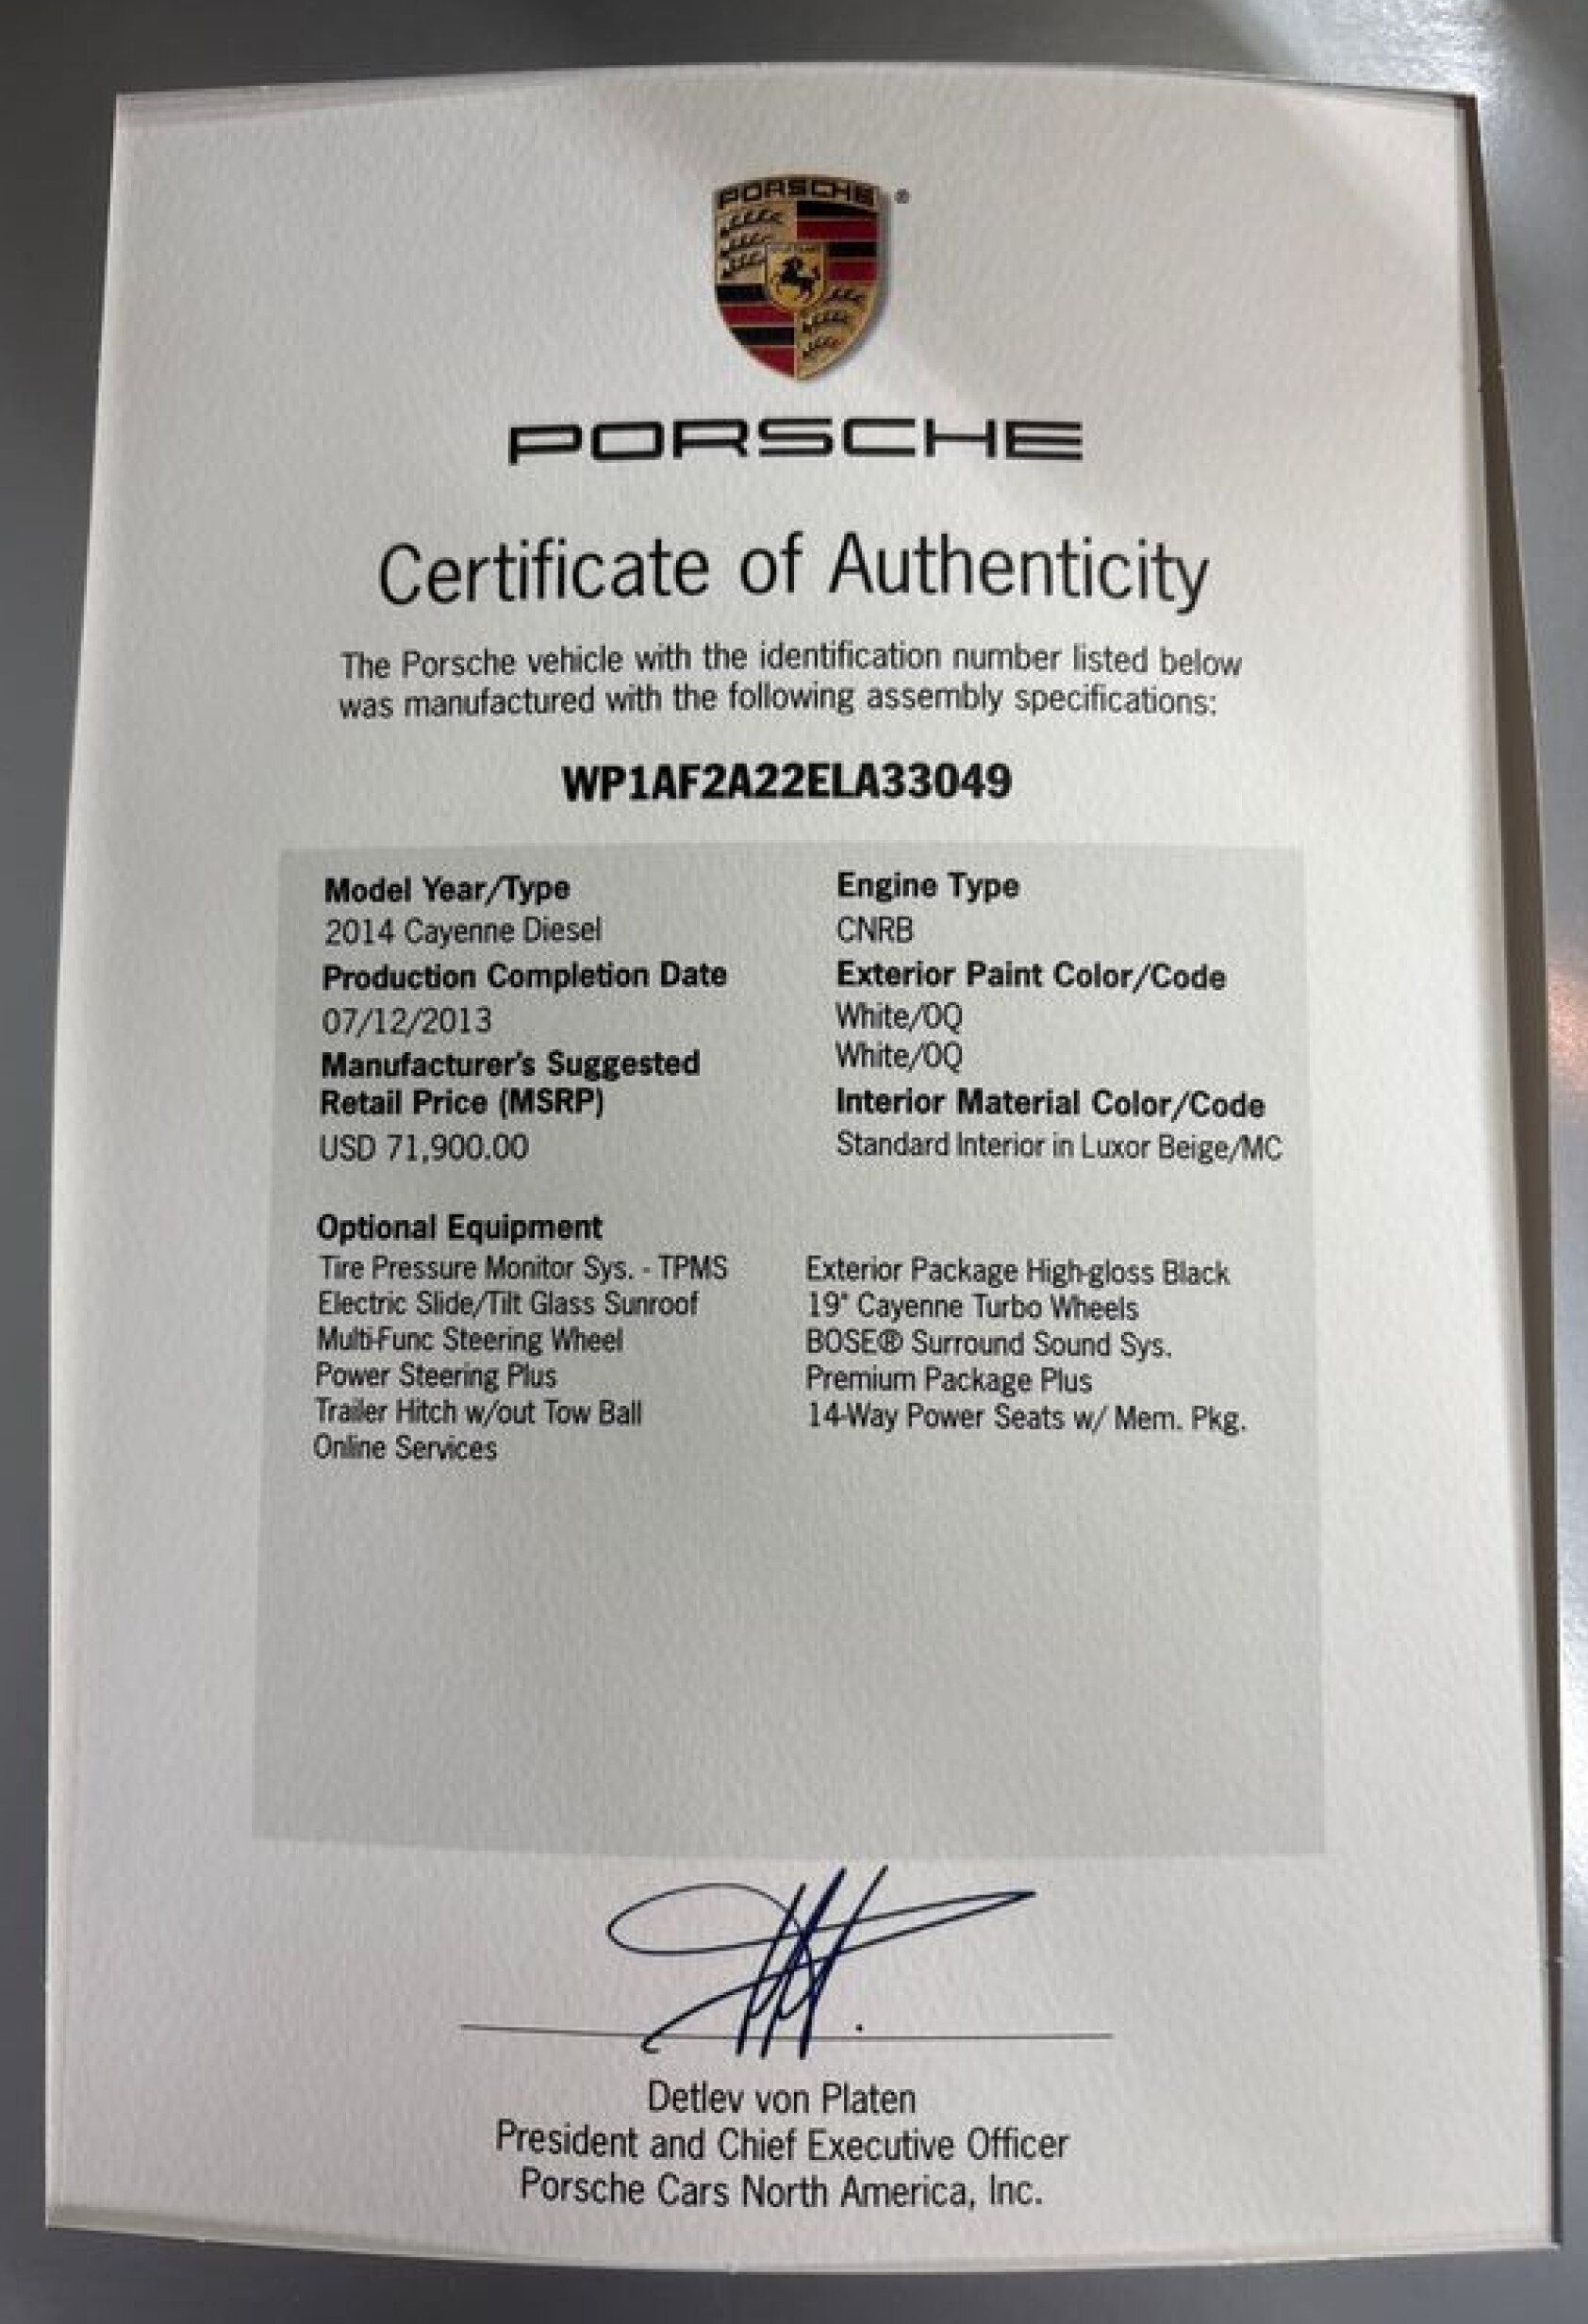 PORSCHE
®
PORSCHE
Certificate of Authenticity
The Porsche vehicle with the identification number listed below
was manufactured with the following assembly specifications:
WP1AF2A22ELA33049
Model Year/Type
2014 Cayenne Diesel
Production Completion Date
07/12/2013
Manufacturer's Suggested
Retail Price (MSRP)
USD 71,900.00
Engine Type
CNRB
Exterior Paint Color/Code
White/0Q
White/0Q
Interior Material Color/Code
Standard Interior in Luxor Beige/MC
Optional Equipment
Tire Pressure Monitor Sys. - TPMS
Electric Slide/Tilt Glass Sunroof
Multi-Func Steering Wheel
Power Steering Plus
Trailer Hitch w/out Tow Ball
Online Services
Exterior Package High-gloss Black
19" Cayenne Turbo Wheels
BOSE® Surround Sound Sys.
Premium Package Plus
14-Way Power Seats w/ Mem. Pkg.
Detlev von Platen
President and Chief Executive Officer
Porsche Cars North America, Inc.